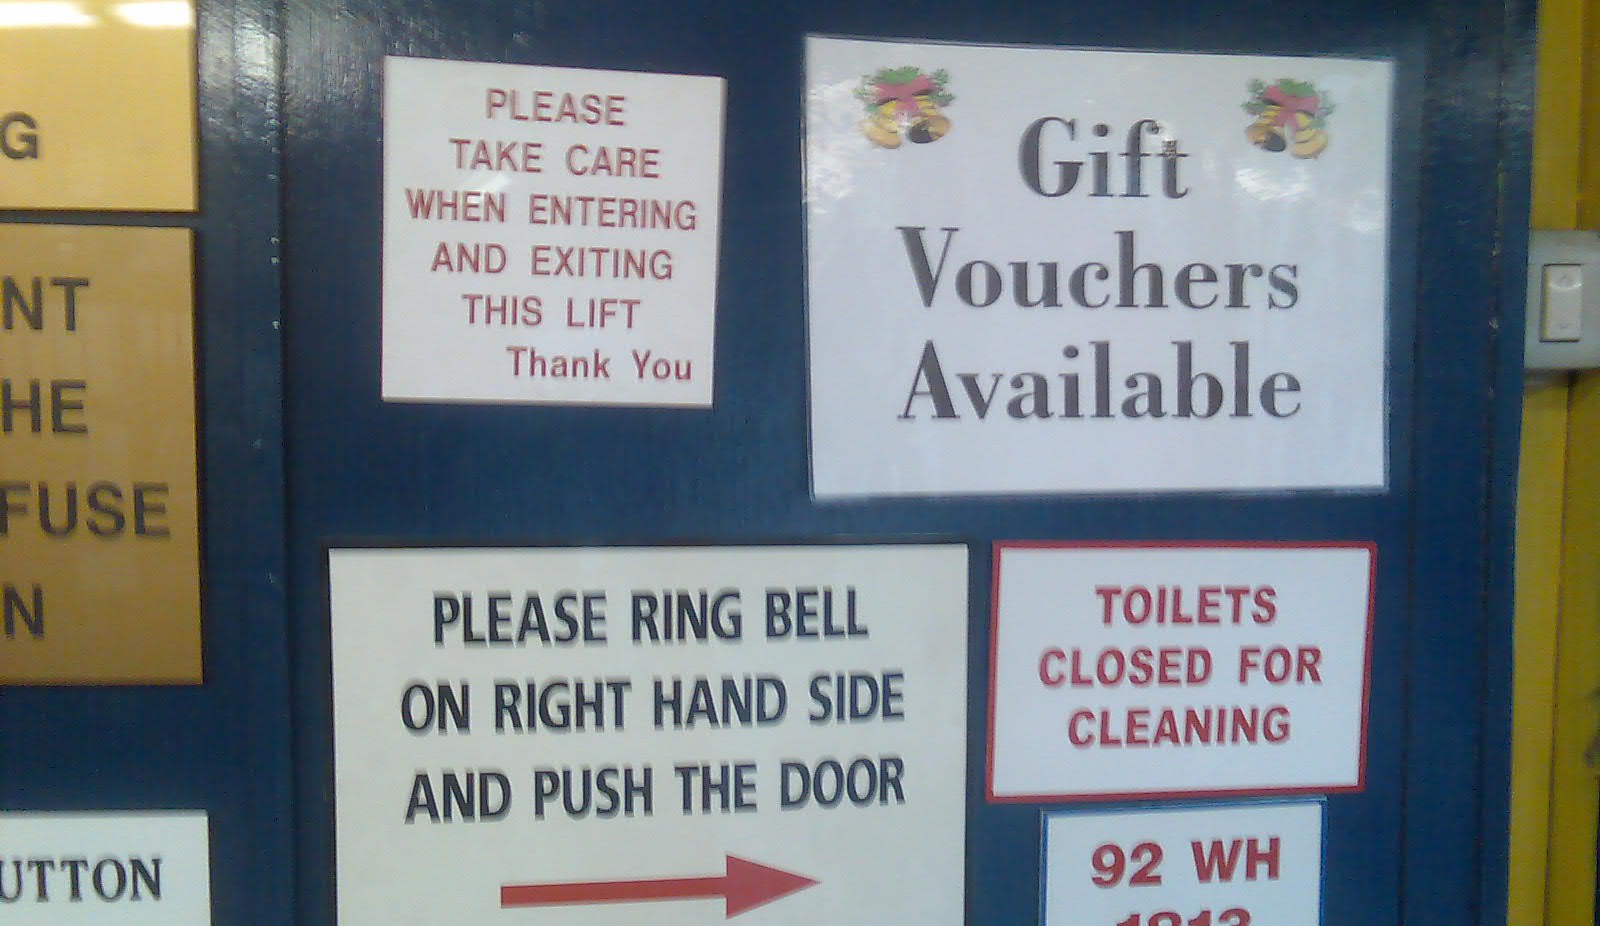 G
NT
HE
FUSE
N
UTTON
PLEASE
TAKE CARE
WHEN ENTERING
AND EXITING
THIS LIFT
Thank You
Gift
Vouchers
Available
PLEASE RING BELL
ON RIGHT HAND SIDE
AND PUSH THE DOOR
TOILETS
CLOSED FOR
CLEANING
92 WH
1813